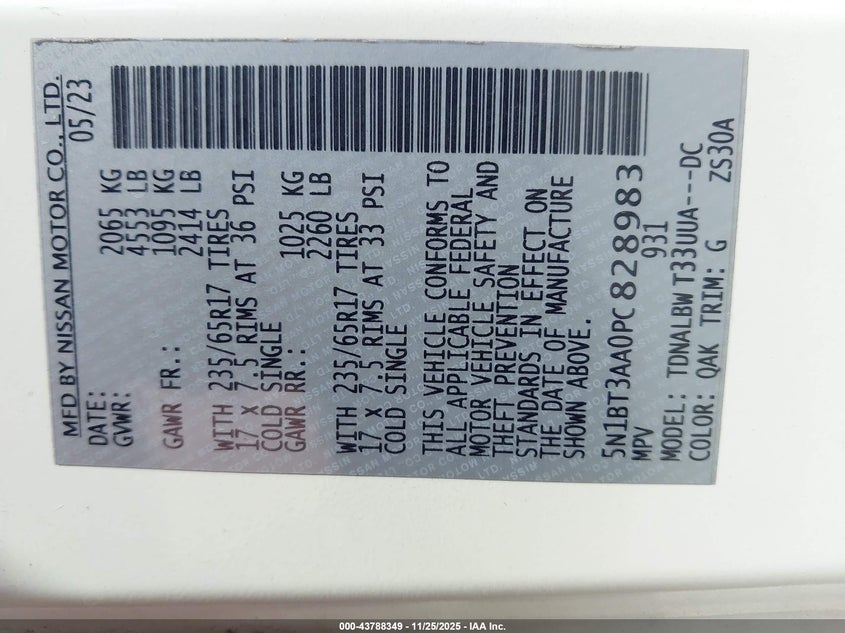 MFD BY NISSAN MOTOR CO., LTD.
DATE: 05/23
GVWR: 2065 KG
4553 LB
GAWR FR.: 1095 KG
2414 LB
WITH 235/65R17 TIRES
17 X 7.5 RIMS AT 36 PSI
COLD SINGLE
GAWR RR.: 1025 KG
2260 LB
WITH 235/65R17 TIRES
17 X 7.5 RIMS AT 33 PSI
COLD SINGLE
THIS VEHICLE CONFORMS TO
ALL APPLICABLE FEDERAL
MOTOR VEHICLE SAFETY AND
THEFT PREVENTION
STANDARDS IN EFFECT ON
THE DATE OF MANUFACTURE
SHOWN ABOVE.
5N1BT3AA0PC828983
MPV 931
MODEL: TDNALBW T33UUA---DC
COLOR: QAK TRIM: G ZS30A
000-43788349 - 11/25/2025 - IAA Inc.